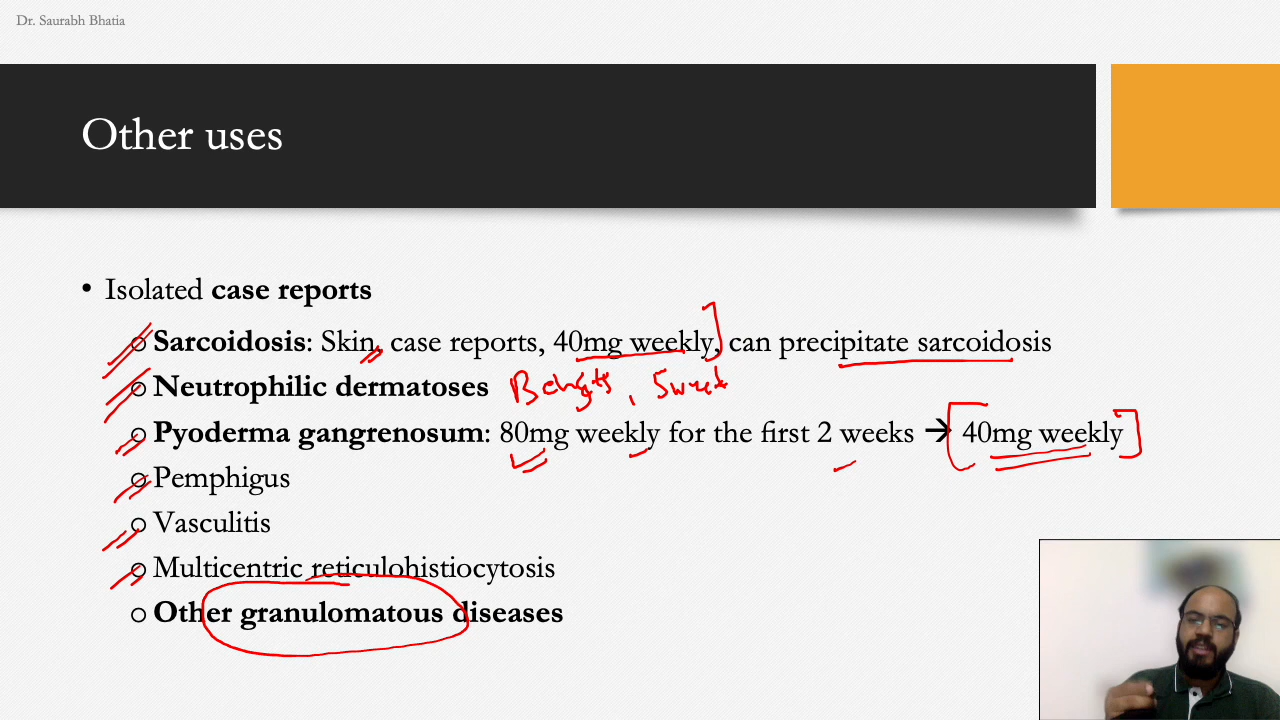 Dr. Saurabh Bhatia
Other uses
• Isolated case reports
Sarcoidosis: Skin, case reports, 40mg weekly, can precipitate sarcoidosis
Neutrophilic dermatoses Sweet
Pyoderma gangrenosum: 80mg weekly for the first 2 weeks → 40mg weekly
Pemphigus
Vasculitis
Multicentric reticulohistiocytosis
Other granulomatous diseases